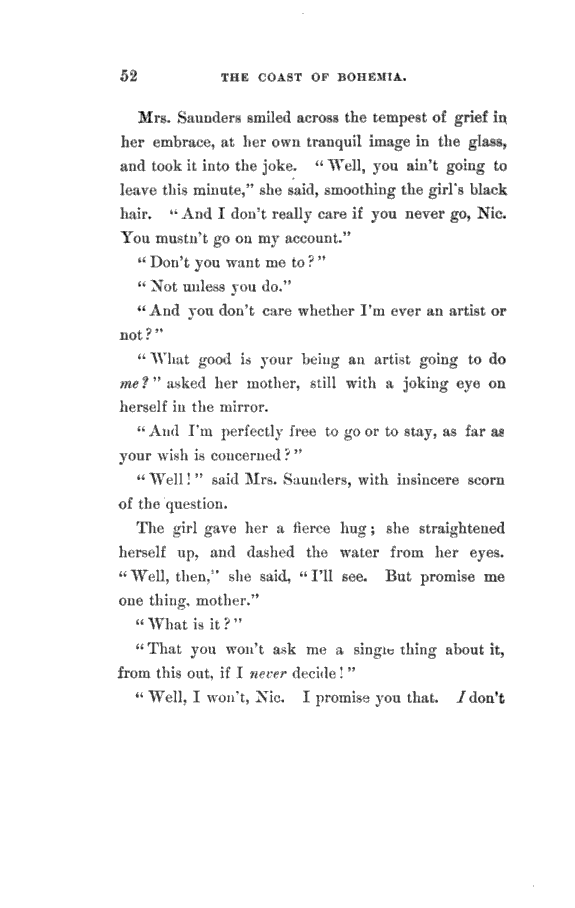 52 THE COAST OF BOHEMIA.
Mrs. Saunders smiled across the tempest of grief in
her embrace, at her own tranquil image in the glass,
and took it into the joke. "Well, you ain't going to
leave this minute," she said, smoothing the girl's black
hair. "And I don't really care if you never go, Nic.
You mustn't go on my account."
"Don't you want me to?"
"Not unless you do."
"And you don't care whether I'm ever an artist or
not?"
"What good is your being an artist going to do
me?" asked her mother, still with a joking eye on
herself in the mirror.
"And I'm perfectly free to go or to stay, as far as
your wish is concerned?"
"Well!" said Mrs. Saunders, with insincere scorn
of the question.
The girl gave her a fierce hug; she straightened
herself up, and dashed the water from her eyes.
"Well, then," she said, "I'll see. But promise me
one thing, mother."
"What is it?"
"That you won't ask me a single thing about it,
from this out, if I never decide!"
"Well, I won't, Nic. I promise you that. I don't